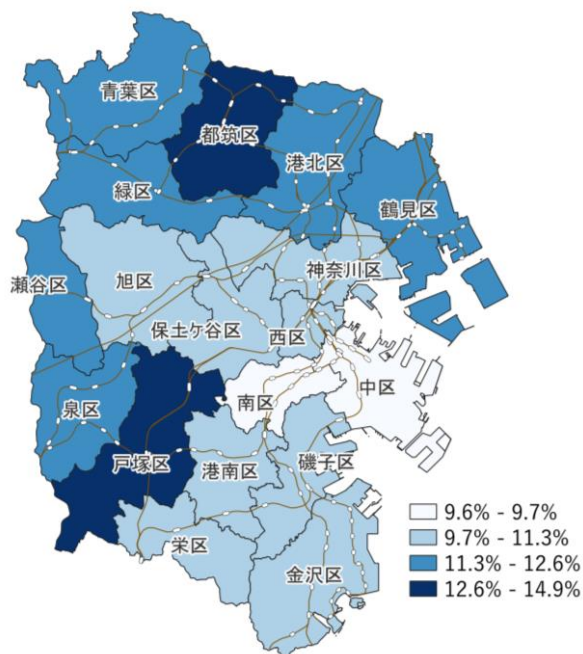 青葉区
都筑区
港北区
緑区
鶴見区
瀬谷区
旭区
神奈川区
保土ケ谷区
西区
泉区
南区
中区
戸塚区
港南区
磯子区
栄区
金沢区
9.6% - 9.7%
9.7% - 11.3%
11.3% - 12.6%
12.6% - 14.9%